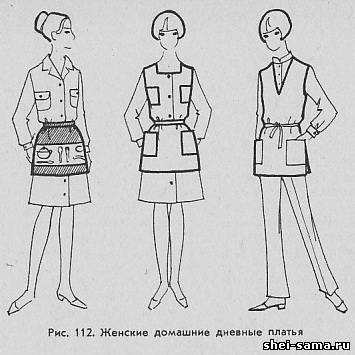 Рис. 112. Женские домашние дневные платья
shei-sama.ru